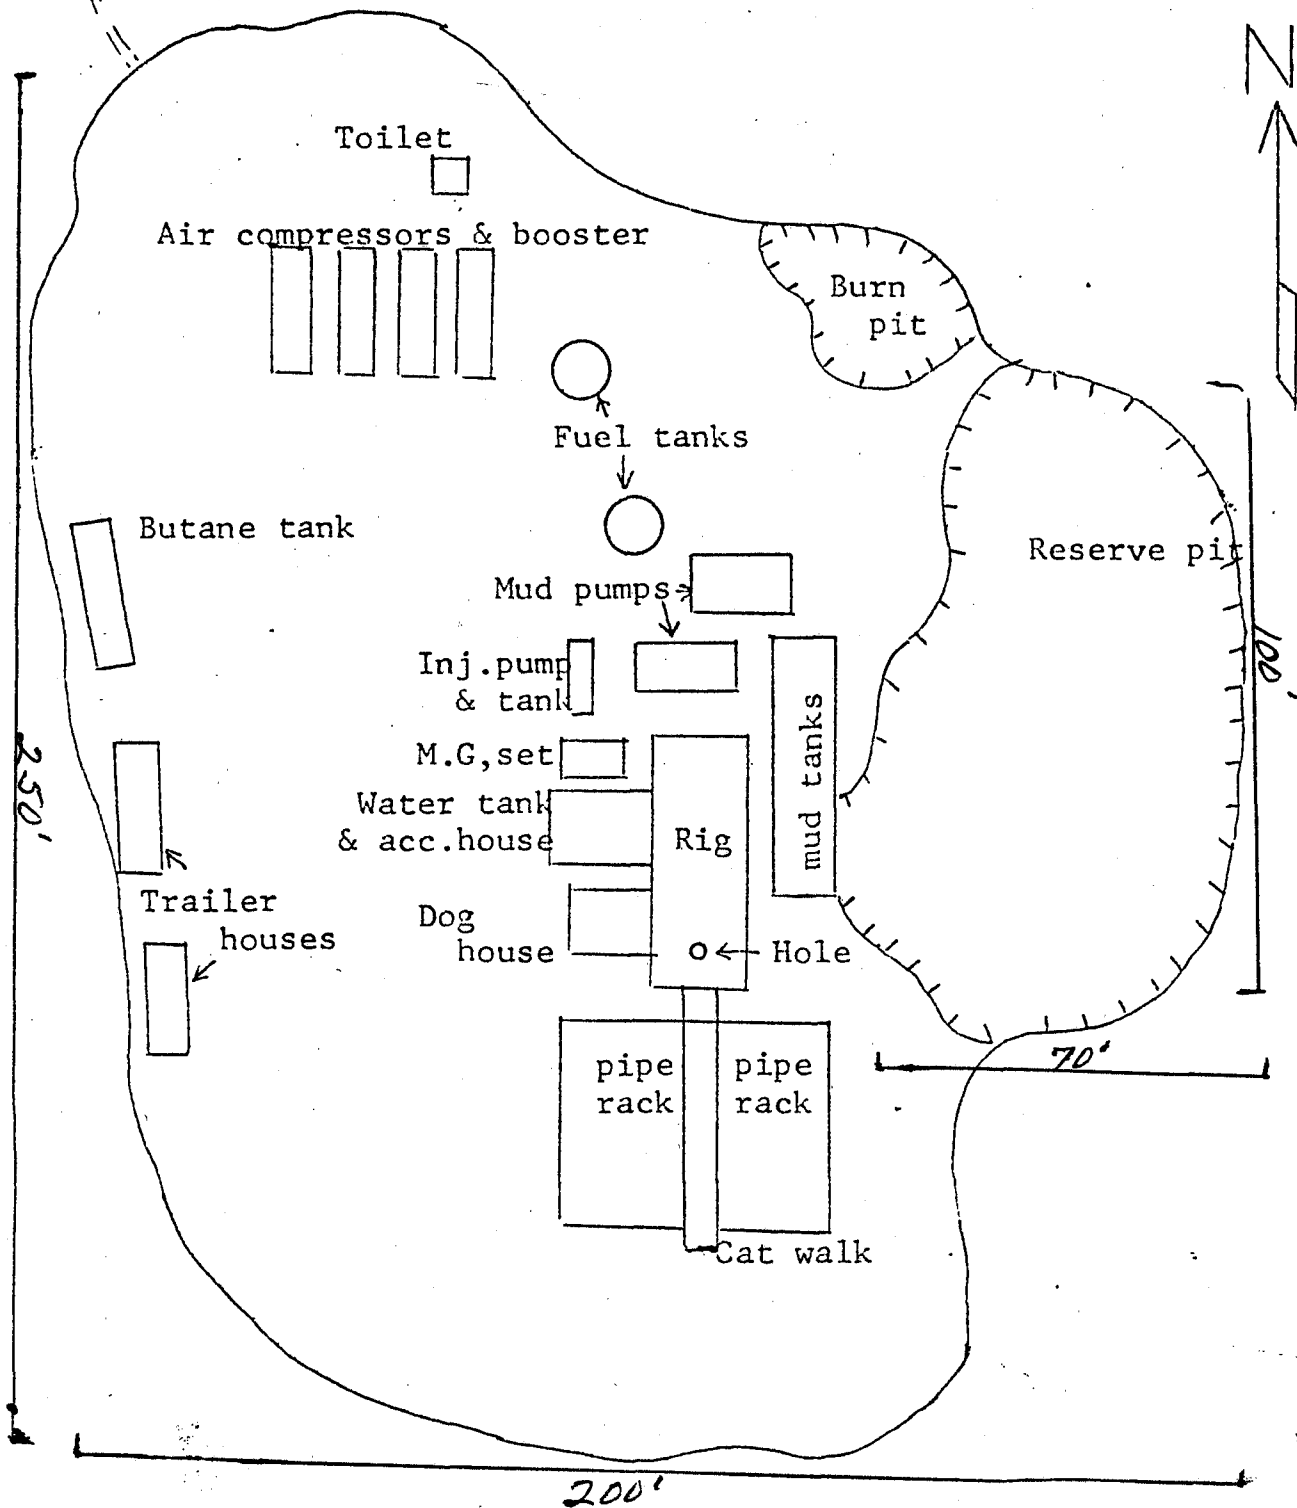 N
Toilet
Air compressors & booster
Burn
pit
Fuel tanks
Butane tank
Reserve pit
Mud pumps
Inj.pump
& tank
100'
mud tanks
M.G,set
250'
Water tank
& acc.house
Rig
Trailer
houses
Dog
house
Hole
70'
pipe
rack
pipe
rack
Cat walk
200'